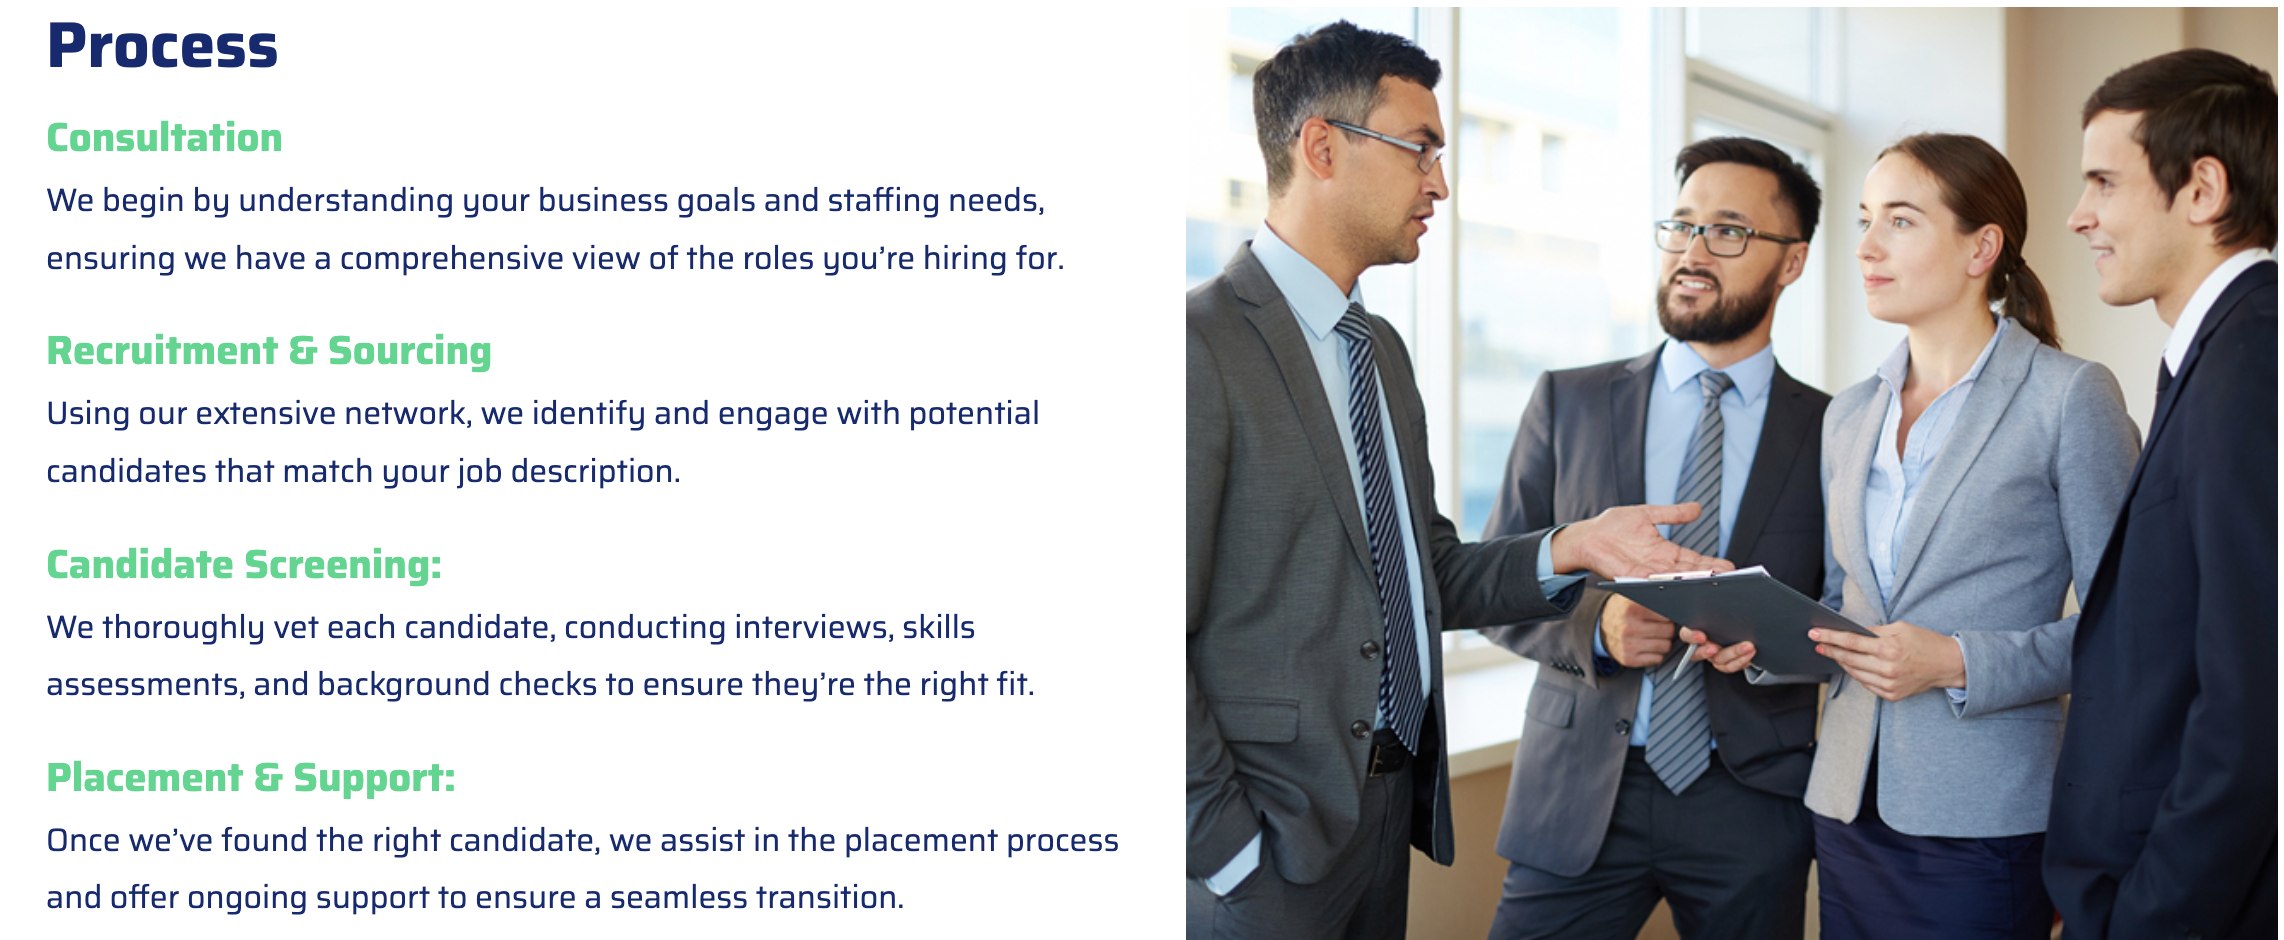 Process
Consultation
We begin by understanding your business goals and staffing needs,
ensuring we have a comprehensive view of the roles you’re hiring for.
Recruitment & Sourcing
Using our extensive network, we identify and engage with potential
candidates that match your job description.
Candidate Screening:
We thoroughly vet each candidate, conducting interviews, skills
assessments, and background checks to ensure they’re the right fit.
Placement & Support:
Once we’ve found the right candidate, we assist in the placement process
and offer ongoing support to ensure a seamless transition.